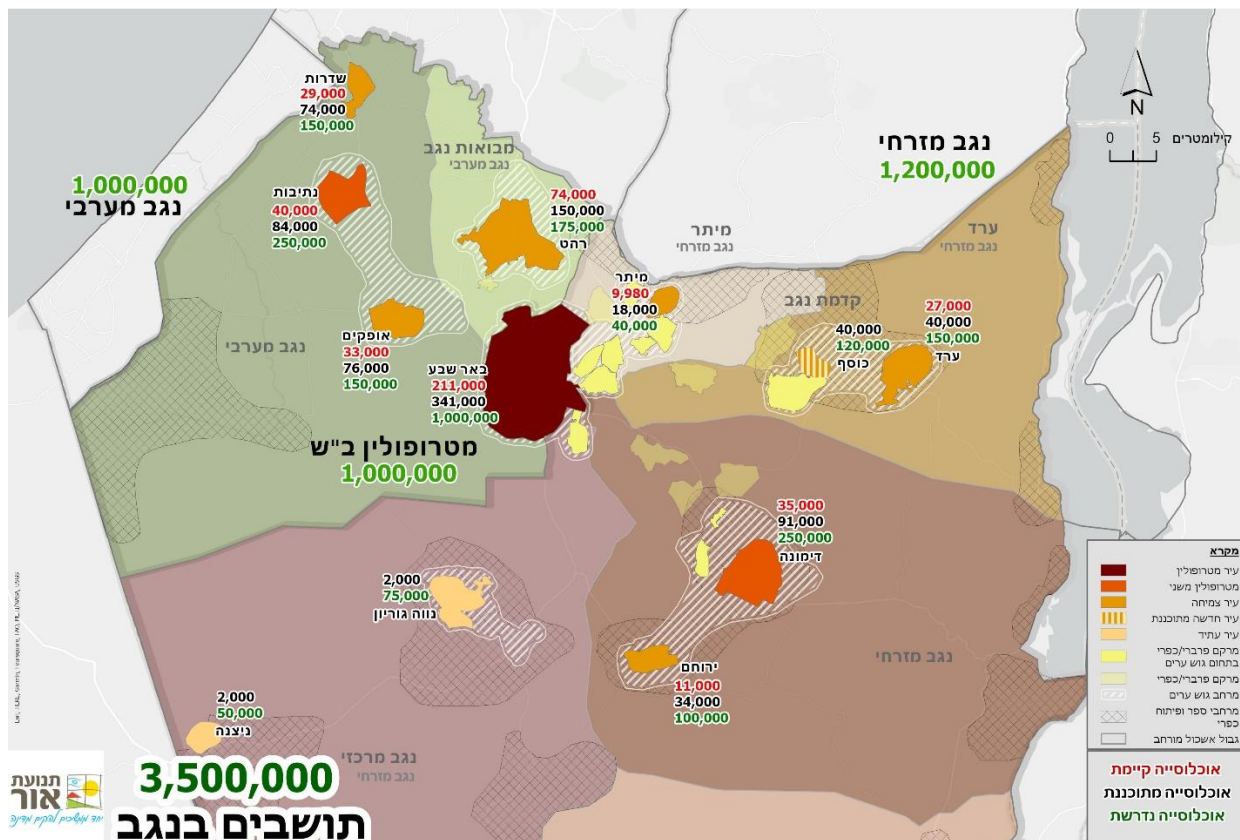 שדרות
29,000
74,000
150,000
מבואות נגב
נגב מערבי
נגב מזרחי
1,200,000
N
0 5 קילומטרים
1,000,000
נגב מערבי
נתיבות
40,000
84,000
250,000
74,000
150,000
175,000
רהט
מיתר
נגב מזרחי
ערד
נגב מזרחי
מיתר
9,980
18,000
40,000
קדמת נגב
27,000
40,000
150,000
ערד
40,000
120,000
כוסף
נגב מערבי
אופקים
33,000
76,000
150,000
באר שבע
211,000
341,000
1,000,000
מטרופולין ב"ש
1,000,000
35,000
91,000
250,000
דימונה
2,000
75,000
נווה גוריון
נגב מזרחי
ירוחם
11,000
34,000
100,000
2,000
50,000
ניצנה
נגב מרכזי
נגב מזרחי
3,500,000
תושבים בנגב
תנועת
אור
מקרא
עיר מטרופולין
מטרופולין משני
עיר צמיחה
עיר חדשה מתוכננת
עיר עתיד
מרקם פרברי/כפרי
בתחום גוש ערים
מרקם פרברי/כפרי
מרחב גוש ערים
מרחבי ספר ופיתוח
כפרי
גבול אשכול מורחב
אוכלוסייה קיימת
אוכלוסייה מתוכננת
אוכלוסייה נדרשת